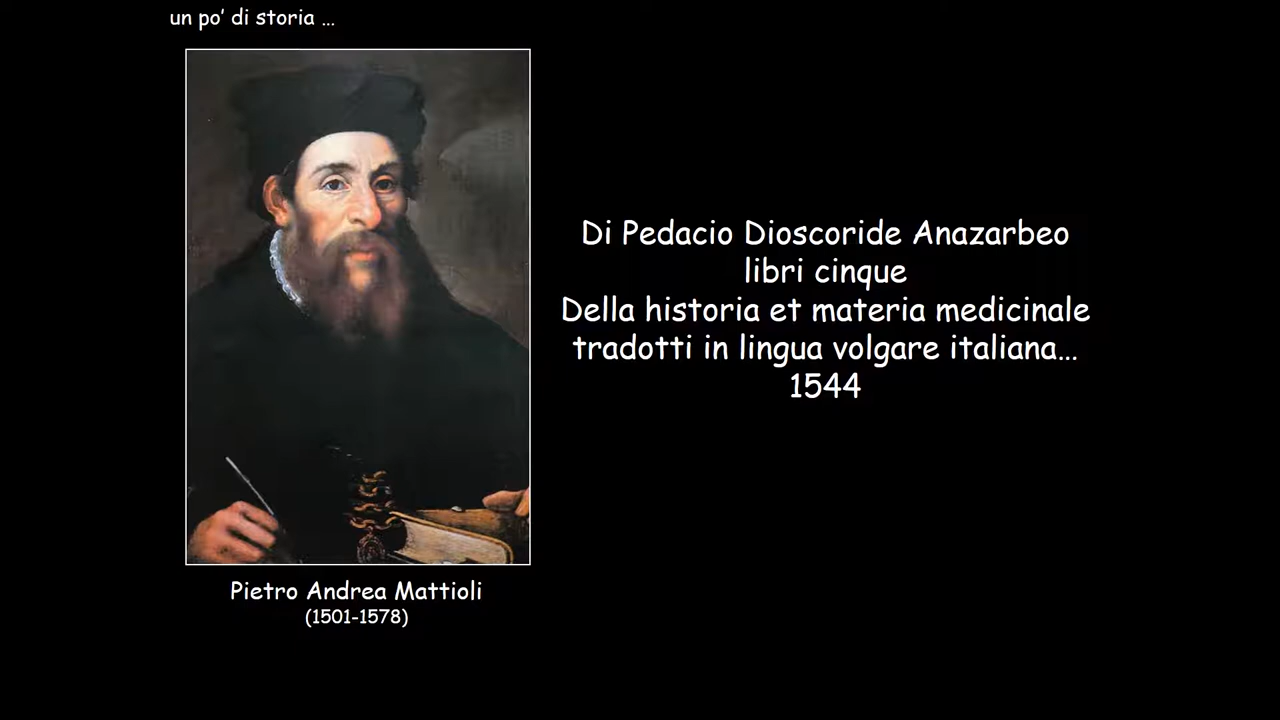 un po' di storia ...
Di Pedacio Dioscoride Anazarbeo
libri cinque
Della historia et materia medicinale
tradotti in lingua volgare italiana...
1544
Pietro Andrea Mattioli
(1501-1578)